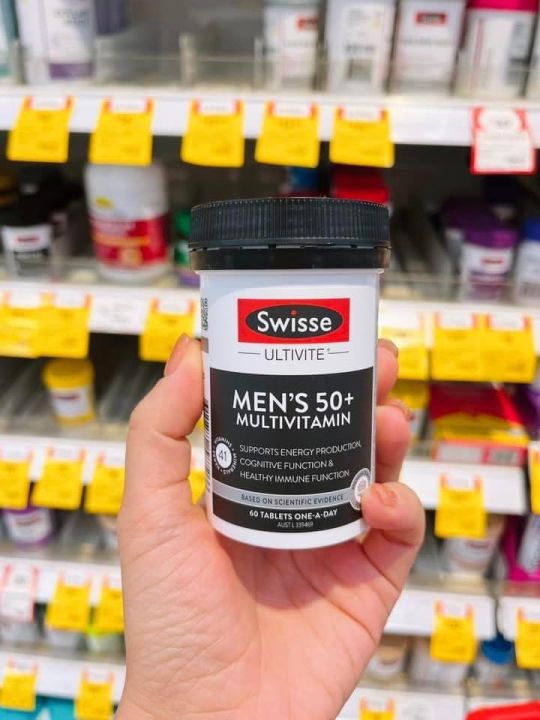 Swisse
ULTIVITE®
MEN'S 50+
MULTIVITAMIN
41
SUPPORTS ENERGY PRODUCTION,
COGNITIVE FUNCTION &
HEALTHY IMMUNE FUNCTION
BASED ON SCIENTIFIC EVIDENCE
60 TABLETS ONE-A-DAY
AUST L 339469